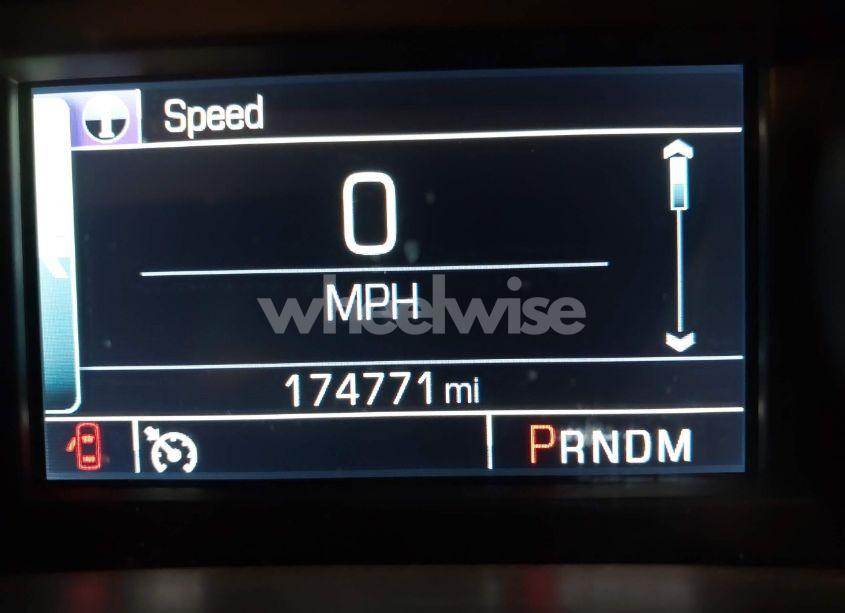 Speed
0
MPH
wheelwise
174771 mi
PRNDM